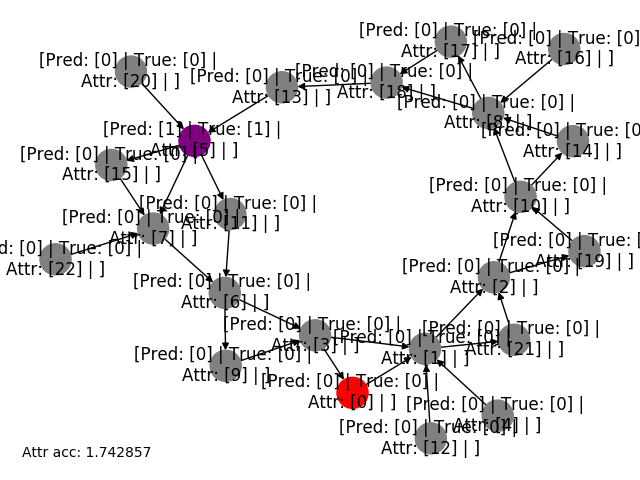 [Pred: [0] | True: [0] |
Attr: [17] | ]
[Pred: [0] | True: [0]
Attr: [16] | ]
[Pred: [0] | True: [0] |
Attr: [20] | ]
[Pred: [0] | True: [0] |
Attr: [13] | ]
[Pred: [0] | True: [0] |
Attr: [18] | ]
[Pred: [0] | True: [0] |
Attr: [8] | ]
[Pred: [1] | True: [1] |
Attr: [5] | ]
[Pred: [0] | True: [0
Attr: [14] | ]
[Pred: [0] | True: [0] |
Attr: [15] | ]
[Pred: [0] | True: [0] |
Attr: [10] | ]
[Pred: [0] | True: [0] |
Attr: [11] | ]
[Pred: [0] | True: [0] |
Attr: [7] | ]
d: [0] | True: [0] |
Attr: [22] | ]
[Pred: [0] | True: [0] |
Attr: [19] | ]
[Pred: [0] | True: [0] |
Attr: [2] | ]
[Pred: [0] | True: [0] |
Attr: [6] | ]
[Pred: [0] | True: [0] |
Attr: [3] | ]
[Pred: [0] | True: [0] |
Attr: [21] | ]
[Pred: [0] | True: [0] |
Attr: [1] | ]
[Pred: [0] | True: [0] |
Attr: [9] | ]
[Pred: [0] | True: [0] |
Attr: [0] | ]
[Pred: [0] | True: [0] |
Attr: [4] | ]
[Pred: [0] | True: [0] |
Attr: [12] | ]
Attr acc: 1.742857